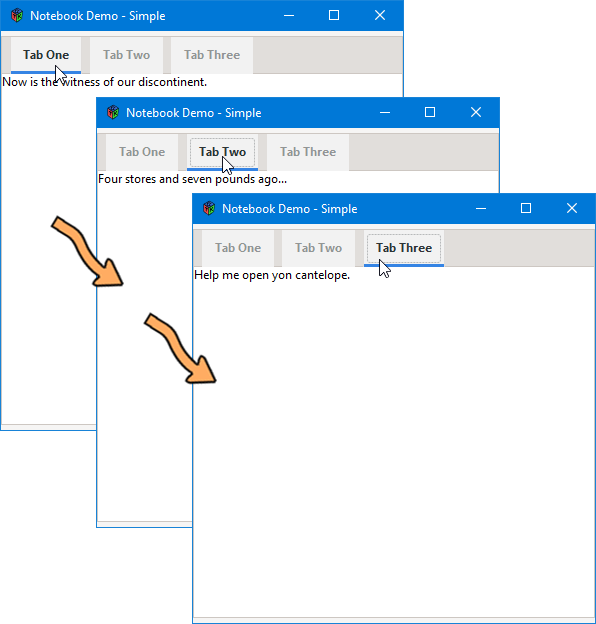 Notebook Demo - Simple
Tab One Tab Two Tab Three
Now is the witness of our discontinent.
Notebook Demo - Simple
Tab One Tab Two Tab Three
Four stores and seven pounds ago...
Notebook Demo - Simple
Tab One Tab Two Tab Three
Help me open yon cantelope.